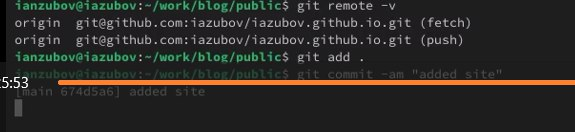 ianzubov@iazubov:~/work/blog/public$ git remote -v
origin  git@github.com:iazubov/iazubov.github.io.git (fetch)
origin  git@github.com:iazubov/iazubov.github.io.git (push)
ianzubov@iazubov:~/work/blog/public$ git add .
ianzubov@iazubov:~/work/blog/public$ git commit -am "added site"
5:53
[main 674d5a6] added site